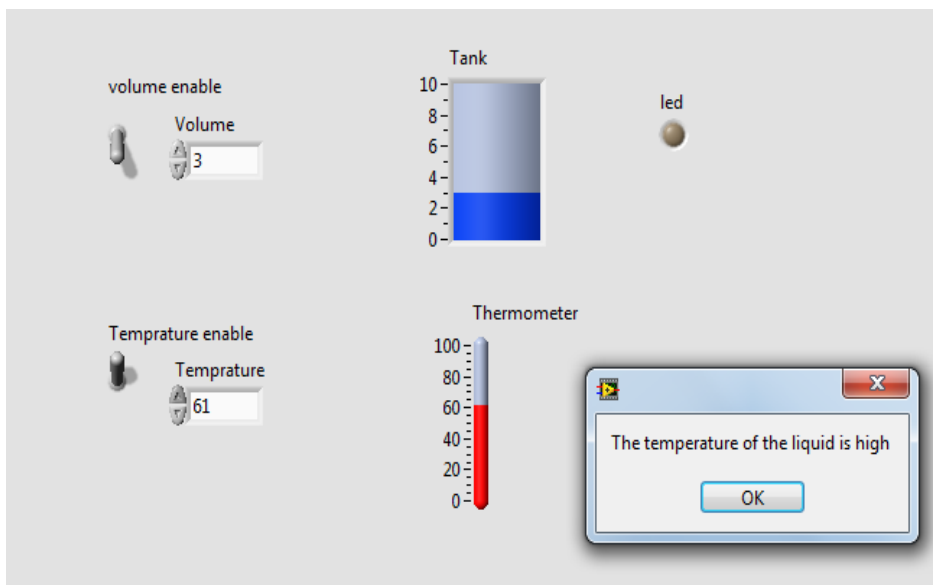 Tank
volume enable
led
Volume
3
10
8
6
4
2
0
Thermometer
Temprature enable
Temprature
61
100
80
60
40
20
0
The temperature of the liquid is high
OK